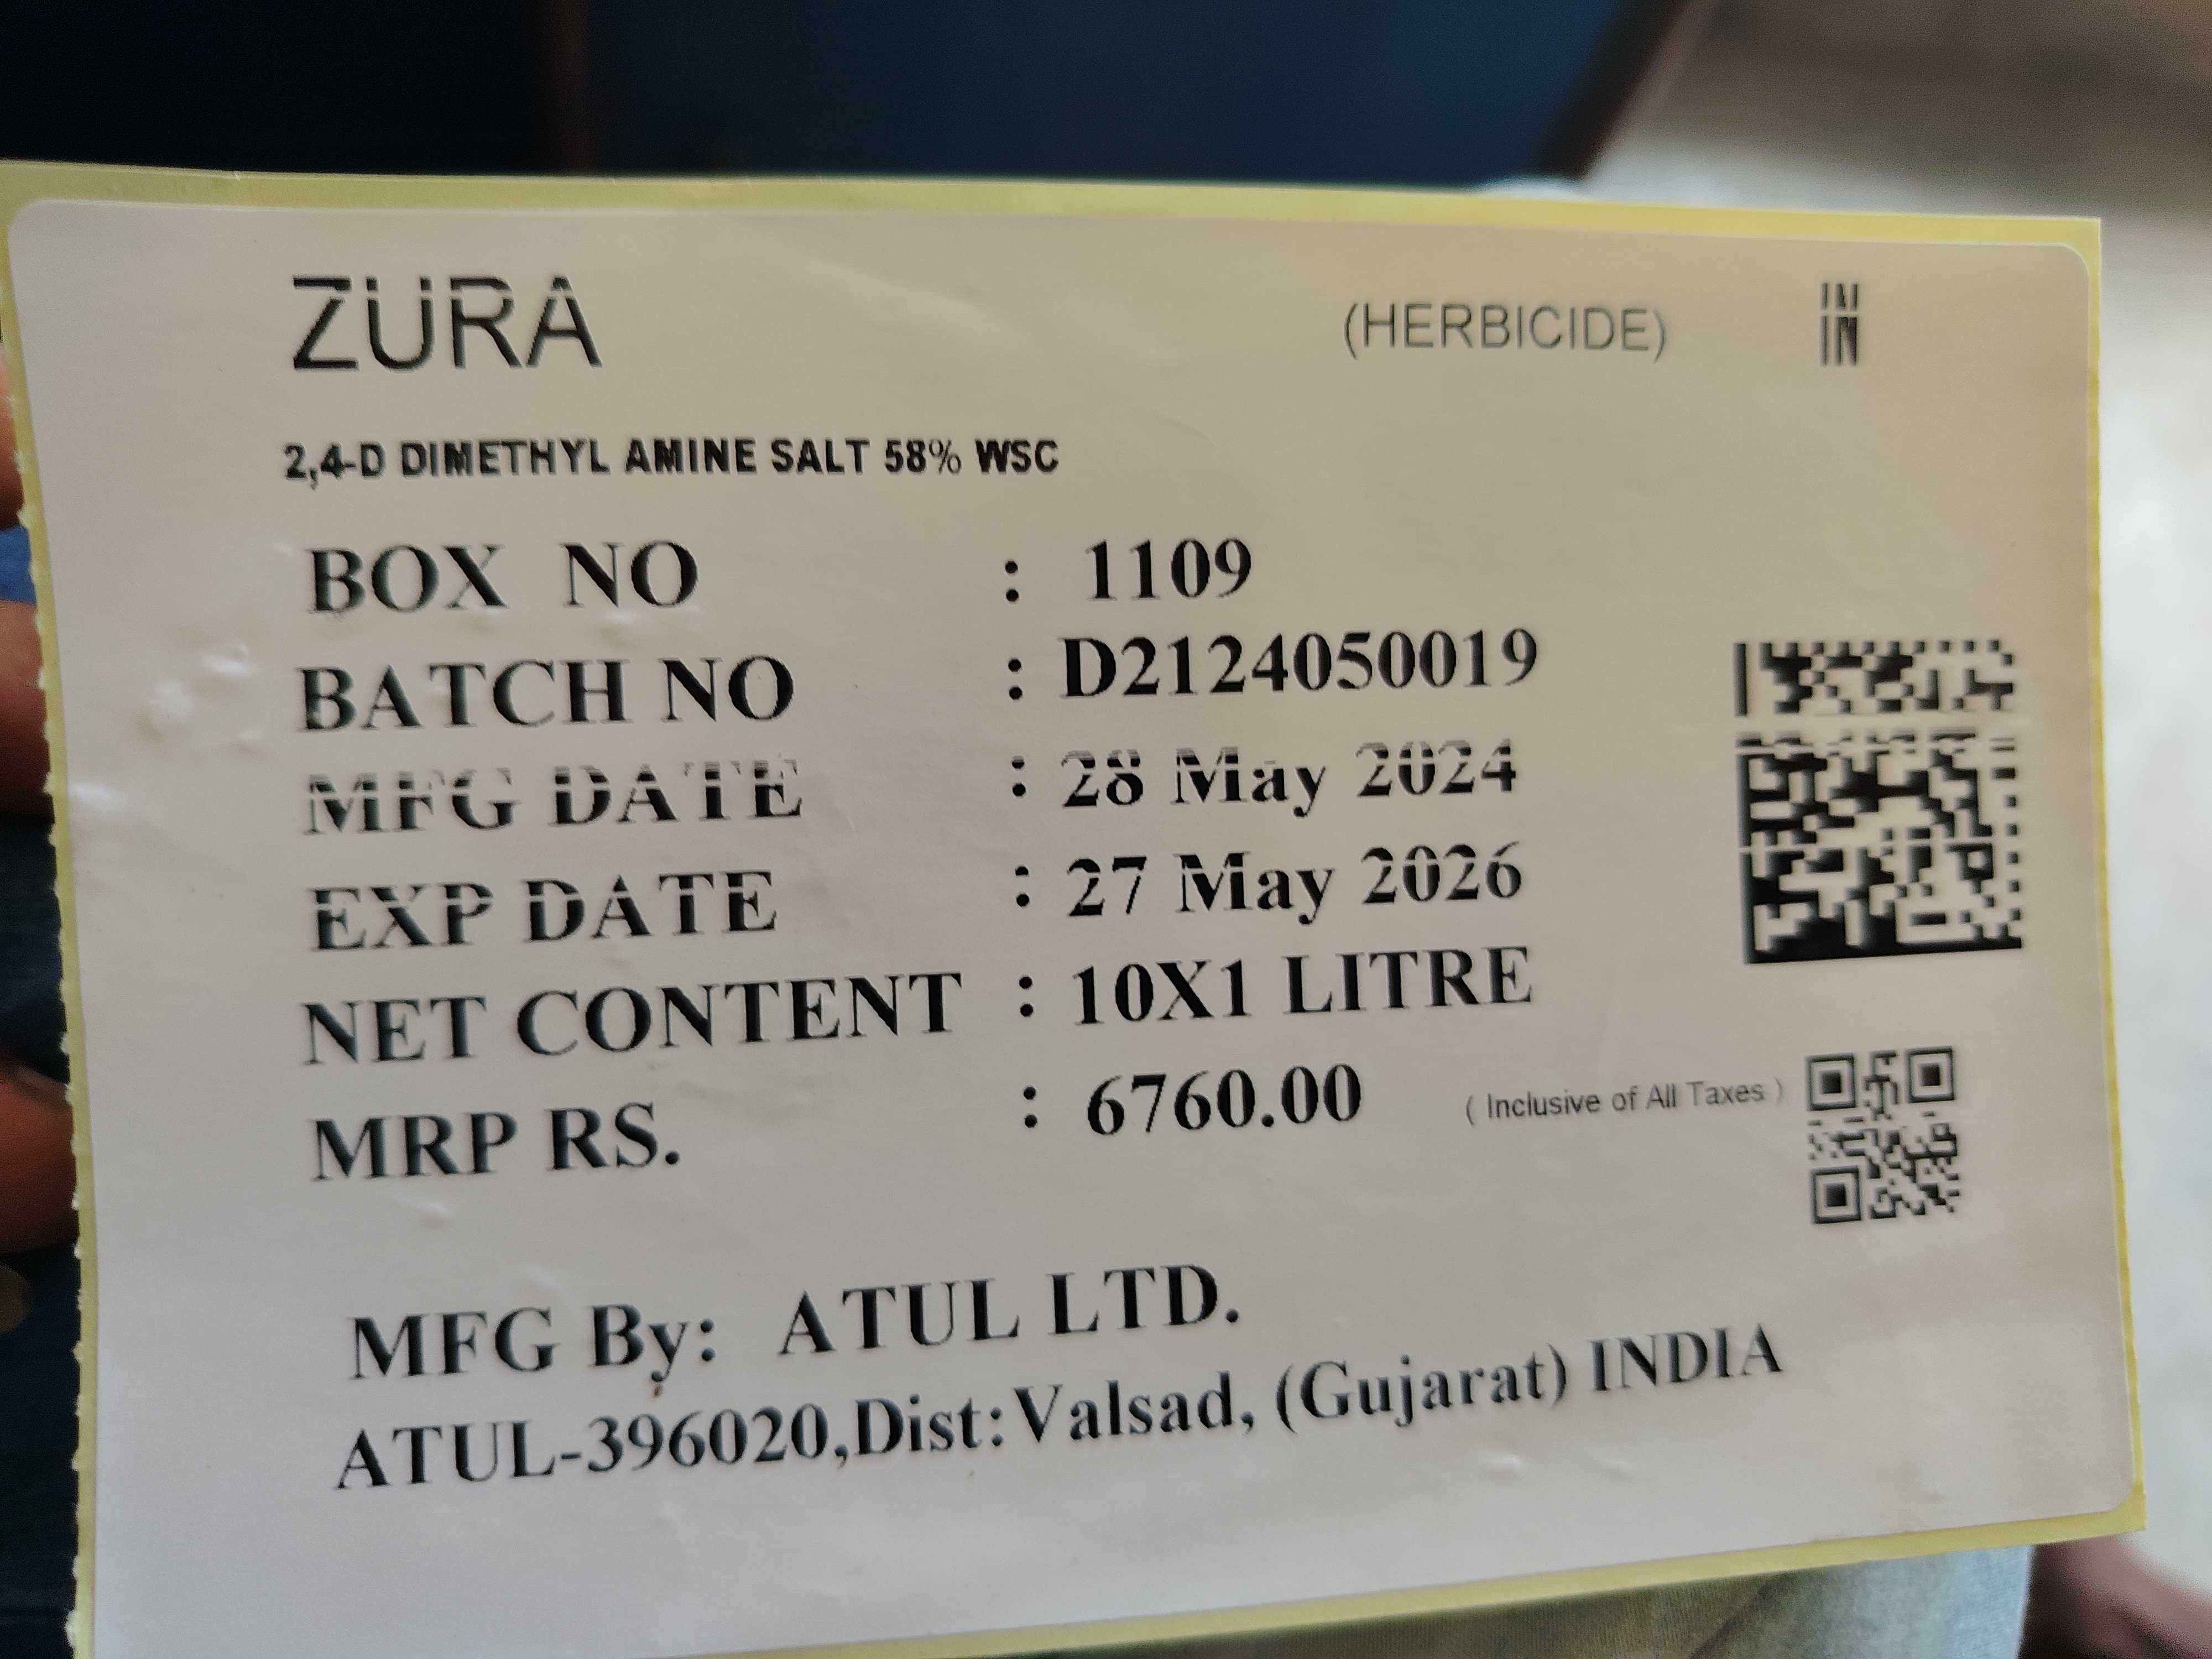 ZURA (HERBICIDE) IN
2,4-D DIMETHYL AMINE SALT 58% WSC
BOX NO : 1109
BATCH NO : D2124050019
MFG DATE : 28 May 2024
EXP DATE : 27 May 2026
NET CONTENT : 10X1 LITRE
MRP RS. : 6760.00 ( Inclusive of All Taxes )
MFG By: ATUL LTD.
ATUL-396020,Dist:Valsad, (Gujarat) INDIA